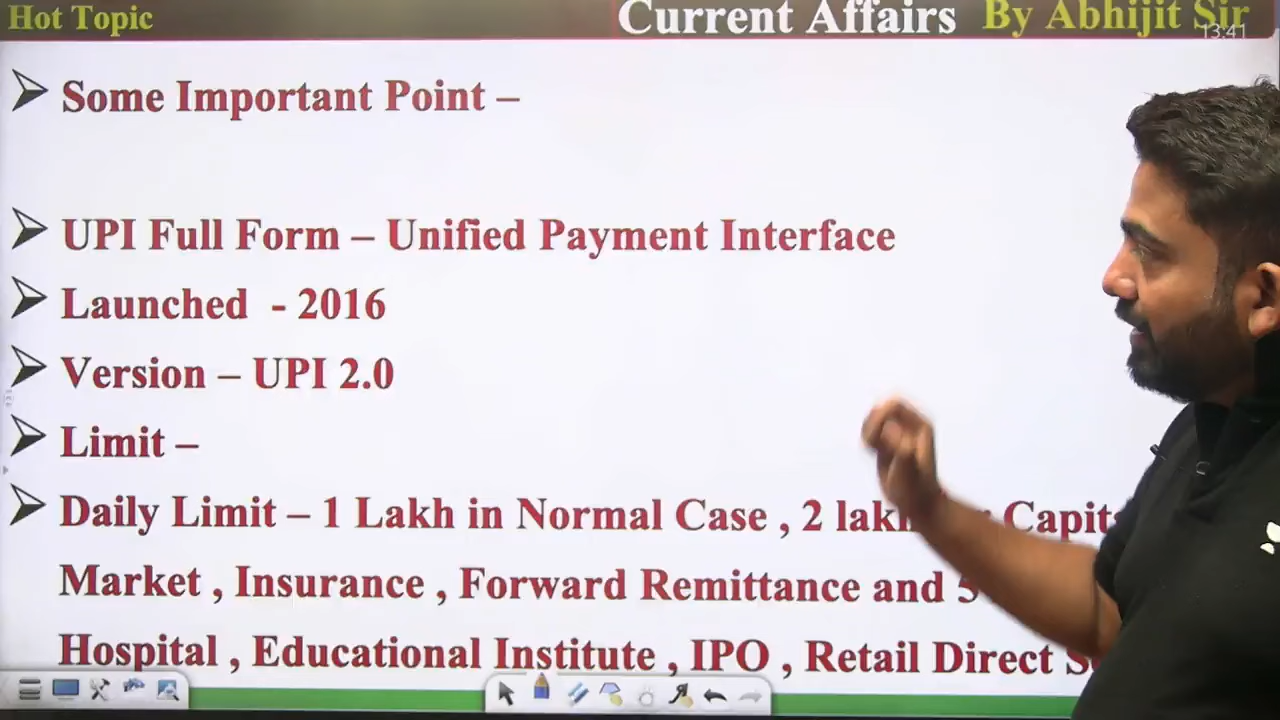 Hot Topic
Current Affairs By Abhijit Sir
13:41
Some Important Point –
UPI Full Form – Unified Payment Interface
Launched - 2016
Version – UPI 2.0
Limit –
Daily Limit – 1 Lakh in Normal Case , 2
Market , Insurance , Forward Remittance and 5
Hospital , Educational Institute , IPO , Retail Direct